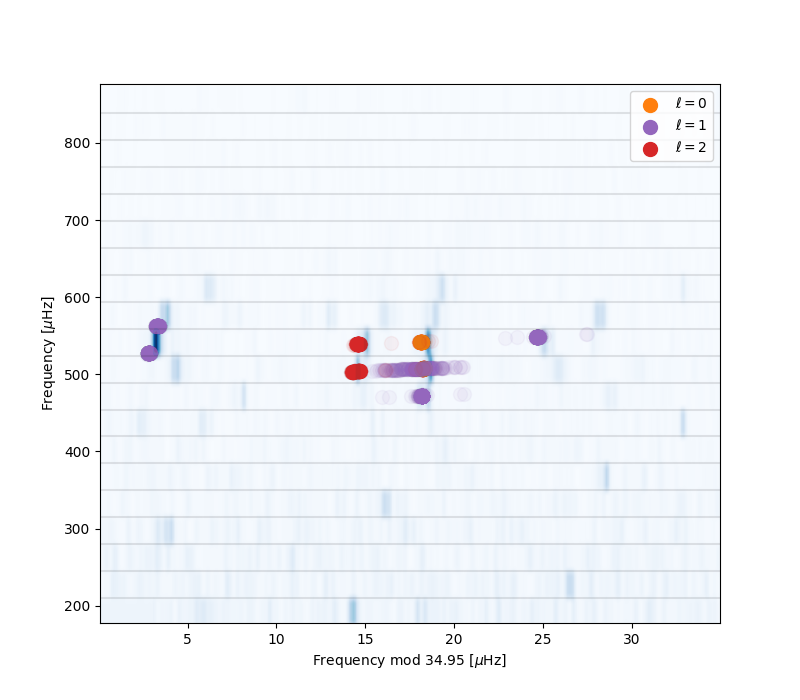 ℓ = 0
ℓ = 1
ℓ = 2
800
700
600
500
400
300
200
Frequency [μHz]
5 10 15 20 25 30
Frequency mod 34.95 [μHz]